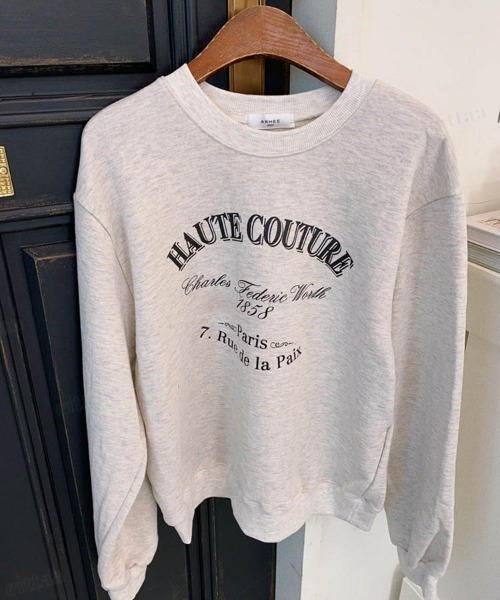 HAUTE COUTURE
Charles Federic Worth
1858
Paris
7. Rue de la Paix